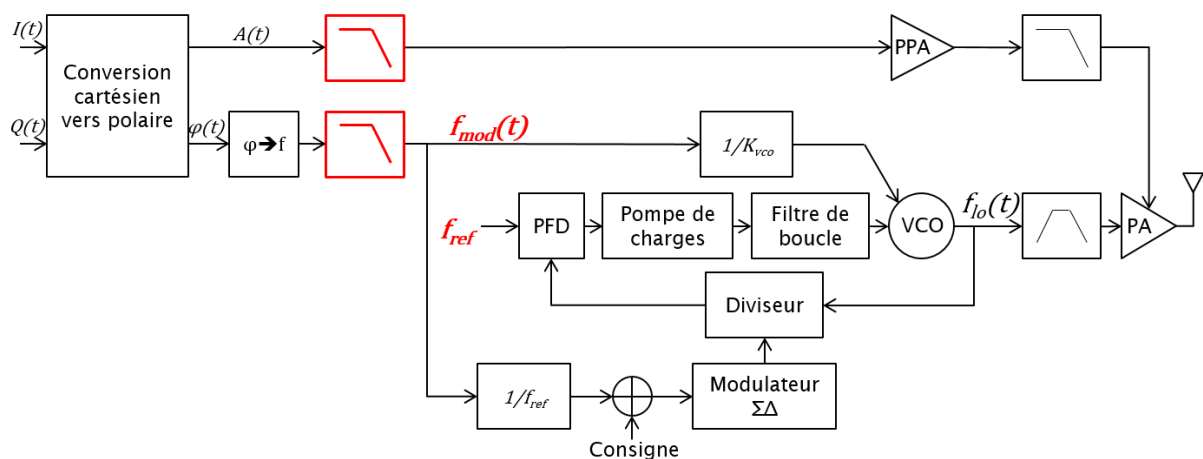 I(t)
A(t)
PPA
Conversion
cartésien
vers polaire
Q(t)
φ(t)
φ➔f
f_mod(t)
1/K_vco
f_ref
PFD
Pompe de
charges
Filtre de
boucle
VCO
f_lo(t)
PA
Diviseur
1/f_ref
Modulateur
ΣΔ
Consigne